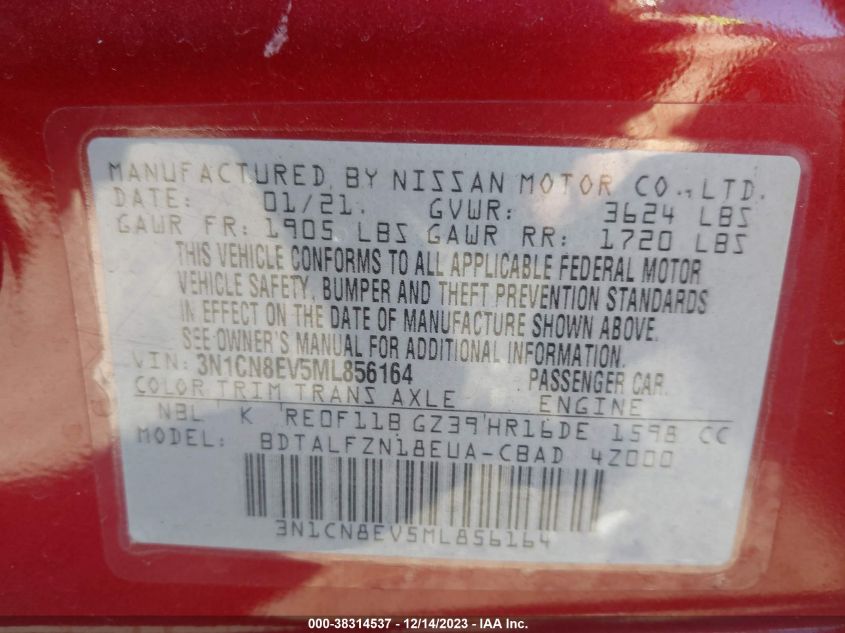 MANUFACTURED BY NISSAN MOTOR CO., LTD.
DATE: 01/21. GVWR: 3624 LBS
GAWR FR: 1905 LBS GAWR RR: 1720 LBS
THIS VEHICLE CONFORMS TO ALL APPLICABLE FEDERAL MOTOR
VEHICLE SAFETY, BUMPER AND THEFT PREVENTION STANDARDS
IN EFFECT ON THE DATE OF MANUFACTURE SHOWN ABOVE.
SEE OWNER'S MANUAL FOR ADDITIONAL INFORMATION.
VIN: 3N1CN8EV5ML856164 PASSENGER CAR.
COLOR TRIM TRANS AXLE ENGINE
NBL K RE0F11B GZ39 HR16DE 1598 CC
MODEL: BDTALFZN18EUA-CBAD 4Z000
3N1CN8EV5ML856164
000-38314537 - 12/14/2023 - IAA Inc.